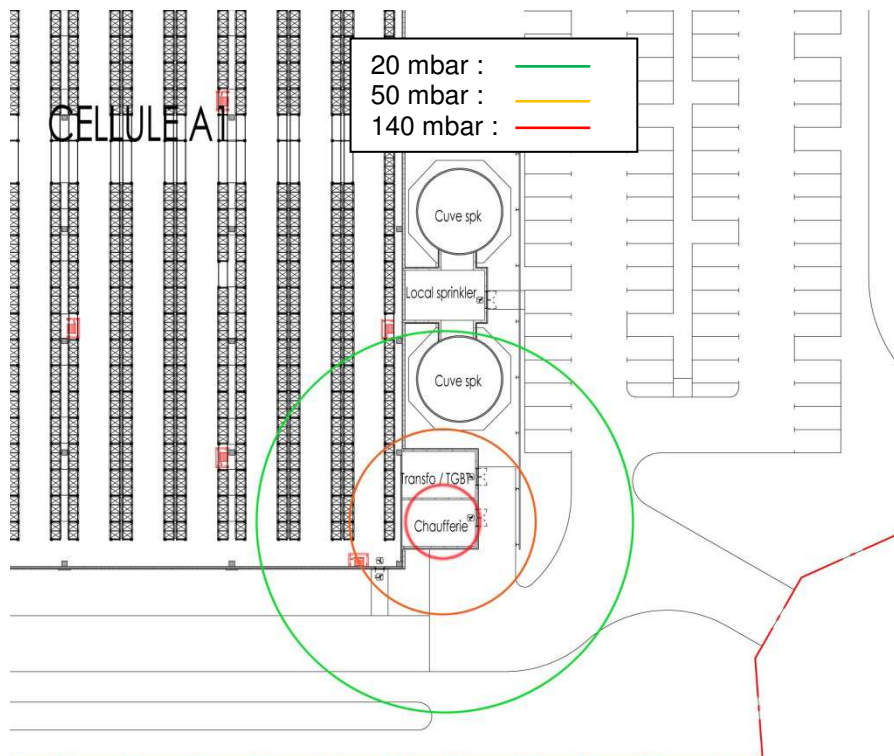 20 mbar :
50 mbar :
140 mbar :
CELLULE A1
Cuve spk
Local sprinkler
Cuve spk
Transfo / TGBT
Chaufferie